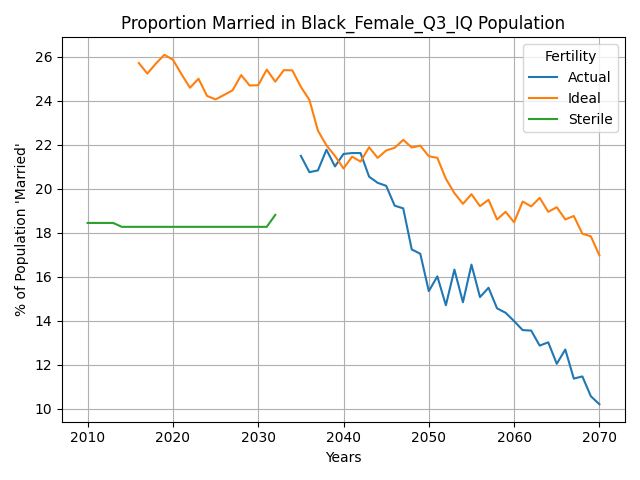 Proportion Married in Black_Female_Q3_IQ Population
% of Population 'Married'
26
24
22
20
18
16
14
12
10
Fertility
Actual
Ideal
Sterile
2010 2020 2030 2040 2050 2060 2070
Years